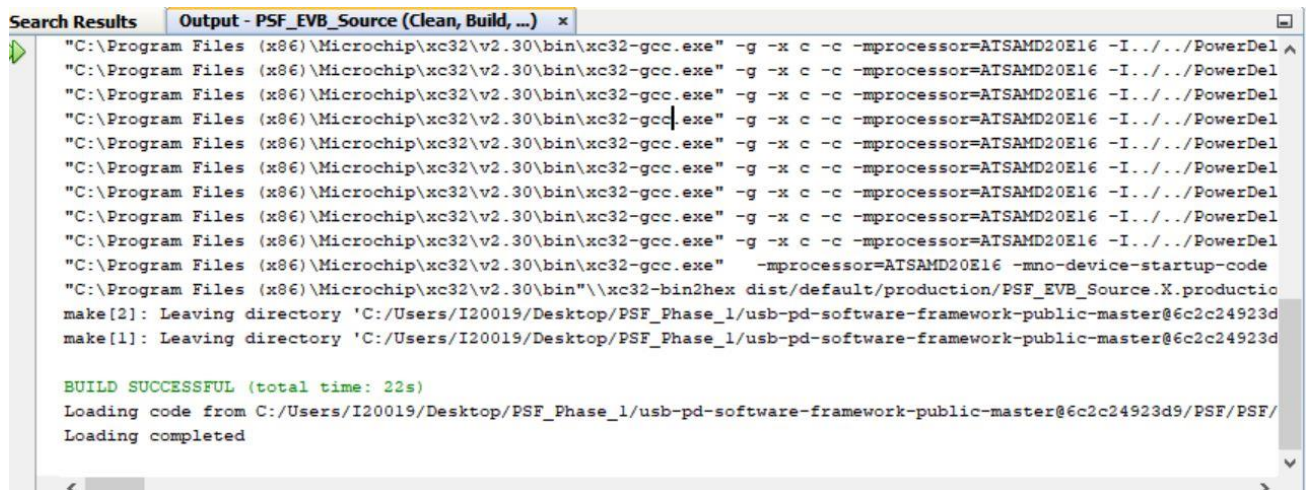 Search Results Output - PSF_EVB_Source (Clean, Build, ...) ×
"C:\Program Files (x86)\Microchip\xc32\v2.30\bin\xc32-gcc.exe" -g -x c -c -mprocessor=ATSAMD20E16 -I../../PowerDel
"C:\Program Files (x86)\Microchip\xc32\v2.30\bin\xc32-gcc.exe" -g -x c -c -mprocessor=ATSAMD20E16 -I../../PowerDel
"C:\Program Files (x86)\Microchip\xc32\v2.30\bin\xc32-gcc.exe" -g -x c -c -mprocessor=ATSAMD20E16 -I../../PowerDel
"C:\Program Files (x86)\Microchip\xc32\v2.30\bin\xc32-gcc.exe" -g -x c -c -mprocessor=ATSAMD20E16 -I../../PowerDel
"C:\Program Files (x86)\Microchip\xc32\v2.30\bin\xc32-gcc.exe" -g -x c -c -mprocessor=ATSAMD20E16 -I../../PowerDel
"C:\Program Files (x86)\Microchip\xc32\v2.30\bin\xc32-gcc.exe" -g -x c -c -mprocessor=ATSAMD20E16 -I../../PowerDel
"C:\Program Files (x86)\Microchip\xc32\v2.30\bin\xc32-gcc.exe" -g -x c -c -mprocessor=ATSAMD20E16 -I../../PowerDel
"C:\Program Files (x86)\Microchip\xc32\v2.30\bin\xc32-gcc.exe" -g -x c -c -mprocessor=ATSAMD20E16 -I../../PowerDel
"C:\Program Files (x86)\Microchip\xc32\v2.30\bin\xc32-gcc.exe" -g -x c -c -mprocessor=ATSAMD20E16 -I../../PowerDel
"C:\Program Files (x86)\Microchip\xc32\v2.30\bin\xc32-gcc.exe" -mprocessor=ATSAMD20E16 -mno-device-startup-code
"C:\Program Files (x86)\Microchip\xc32\v2.30\bin"\\xc32-bin2hex dist/default/production/PSF_EVB_Source.X.productio
make[2]: Leaving directory 'C:/Users/I20019/Desktop/PSF_Phase_1/usb-pd-software-framework-public-master@6c2c24923d
make[1]: Leaving directory 'C:/Users/I20019/Desktop/PSF_Phase_1/usb-pd-software-framework-public-master@6c2c24923d
BUILD SUCCESSFUL (total time: 22s)
Loading code from C:/Users/I20019/Desktop/PSF_Phase_1/usb-pd-software-framework-public-master@6c2c24923d9/PSF/PSF/
Loading completed